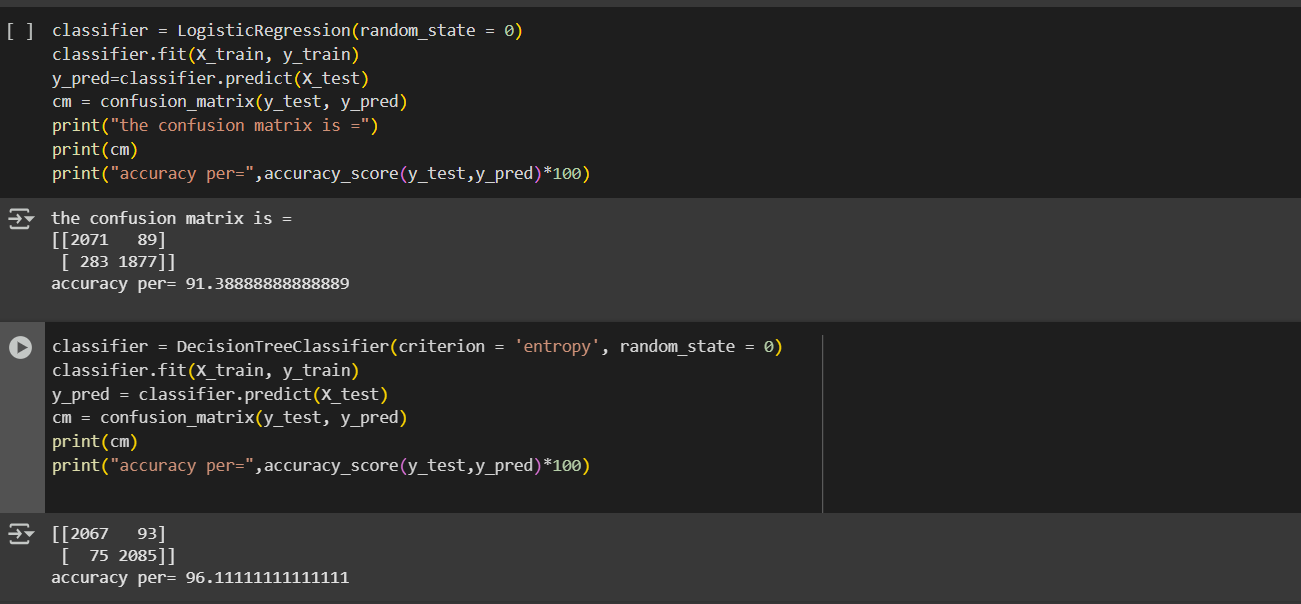 [ ] classifier = LogisticRegression(random_state = 0)
classifier.fit(X_train, y_train)
y_pred=classifier.predict(X_test)
cm = confusion_matrix(y_test, y_pred)
print("the confusion matrix is =")
print(cm)
print("accuracy per=",accuracy_score(y_test,y_pred)*100)
the confusion matrix is =
[[2071   89]
 [ 283 1877]]
accuracy per= 91.38888888888889
classifier = DecisionTreeClassifier(criterion = 'entropy', random_state = 0)
classifier.fit(X_train, y_train)
y_pred = classifier.predict(X_test)
cm = confusion_matrix(y_test, y_pred)
print(cm)
print("accuracy per=",accuracy_score(y_test,y_pred)*100)
[[2067   93]
 [  75 2085]]
accuracy per= 96.11111111111111